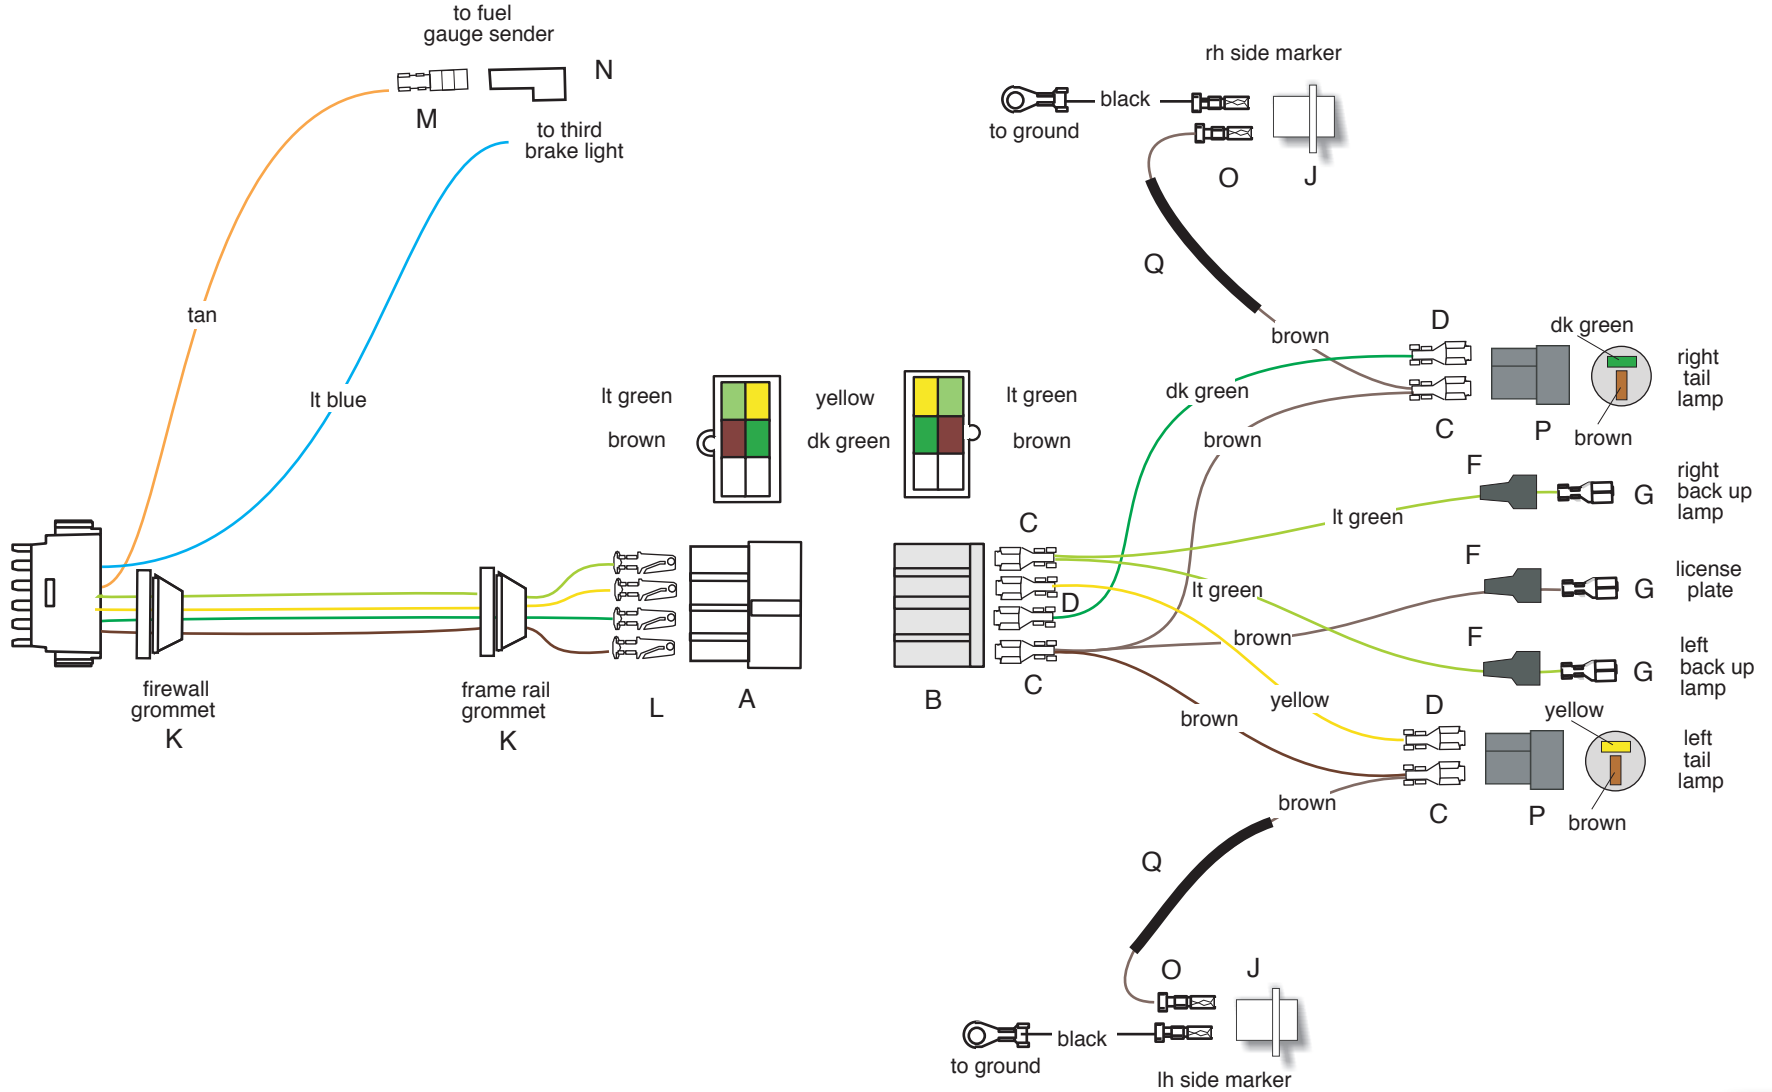 to fuel
gauge sender
N
M
to third
brake light
tan
lt blue
rh side marker
black
to ground
O
J
Q
brown
D
dk green
right
tail
lamp
dk green
brown
C
P
brown
lt green
brown
yellow
dk green
lt green
brown
F
right
back up
lamp
G
lt green
C
D
lt green
F
license
plate
G
brown
F
left
back up
lamp
G
C
yellow
brown
D
yellow
left
tail
lamp
C
P
brown
brown
firewall
grommet
K
frame rail
grommet
K
L
A
B
Q
O
J
black
to ground
lh side marker